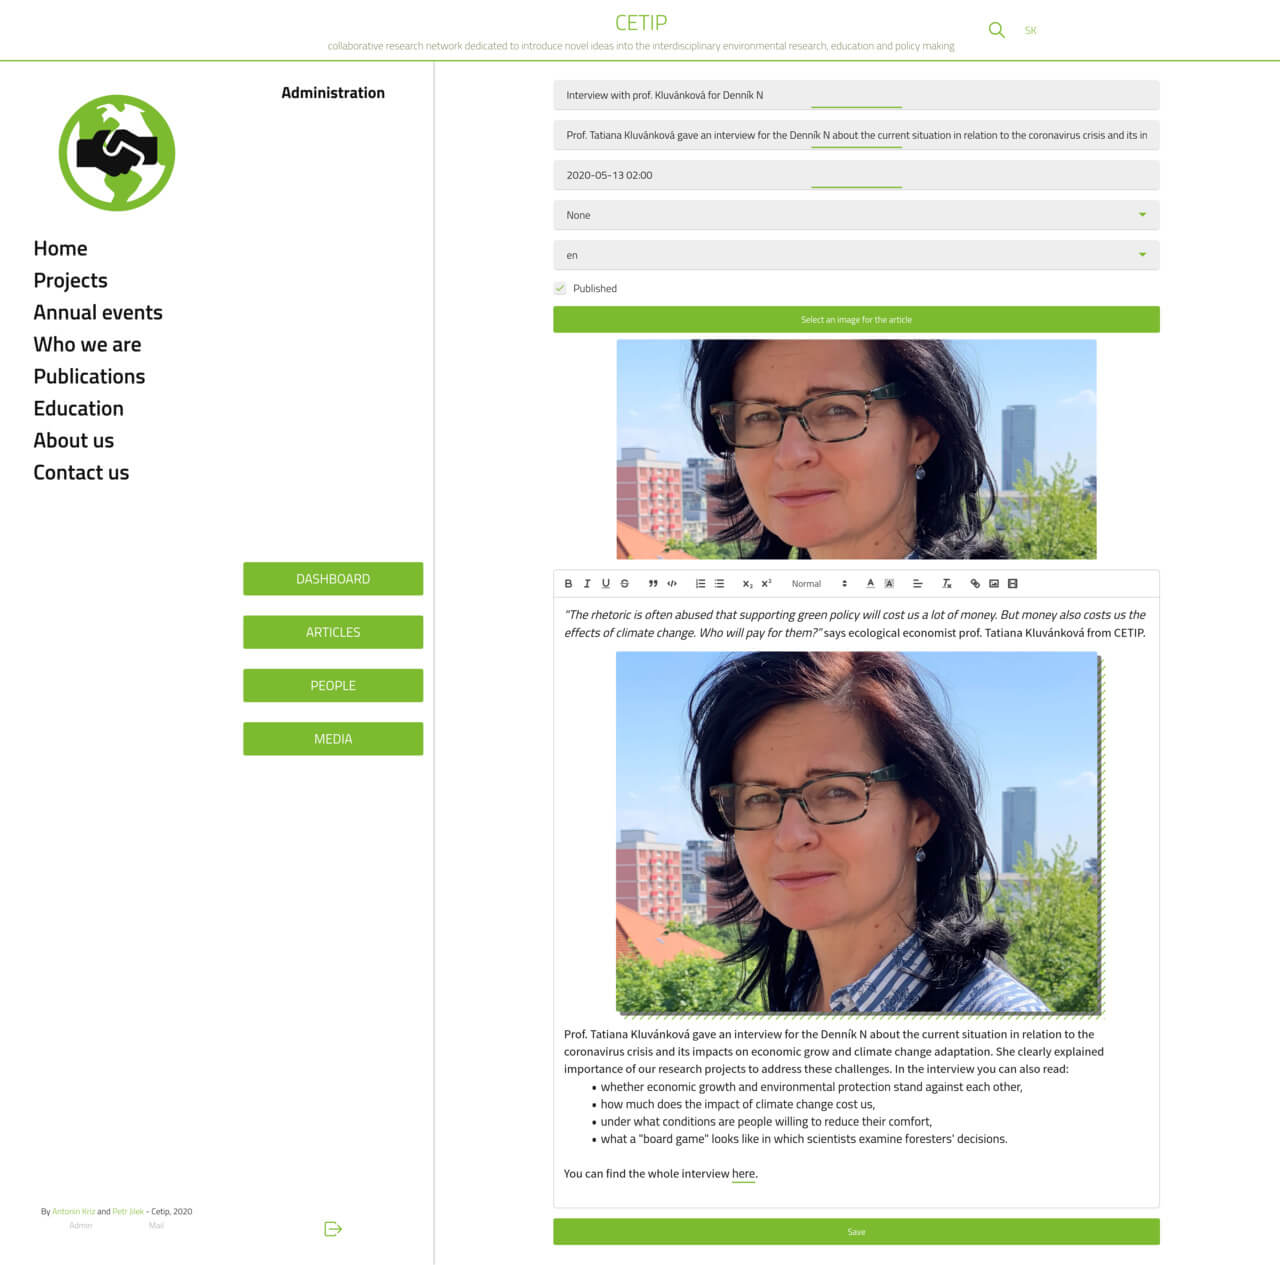 CETIP
collaborative research network dedicated to introduce novel ideas into the interdisciplinary environmental research, education and policy making
SK
Administration
Home
Projects
Annual events
Who we are
Publications
Education
About us
Contact us
DASHBOARD
ARTICLES
PEOPLE
MEDIA
By Antonin Kriz and Petr Jilek - Cetip, 2020
Admin
Mail
Interview with prof. Kluvánková for Denník N
Prof. Tatiana Kluvánková gave an interview for the Denník N about the current situation in relation to the coronavirus crisis and its in
2020-05-13 02:00
None
en
Published
Select an image for the article
Normal
"The rhetoric is often abused that supporting green policy will cost us a lot of money. But money also costs us the
effects of climate change. Who will pay for them?" says ecological economist prof. Tatiana Kluvánková from CETIP.
Prof. Tatiana Kluvánková gave an interview for the Denník N about the current situation in relation to the
coronavirus crisis and its impacts on economic grow and climate change adaptation. She clearly explained
importance of our research projects to address these challenges. In the interview you can also read:
• whether economic growth and environmental protection stand against each other,
• how much does the impact of climate change cost us,
• under what conditions are people willing to reduce their comfort,
• what a "board game" looks like in which scientists examine foresters' decisions.
You can find the whole interview here.
Save